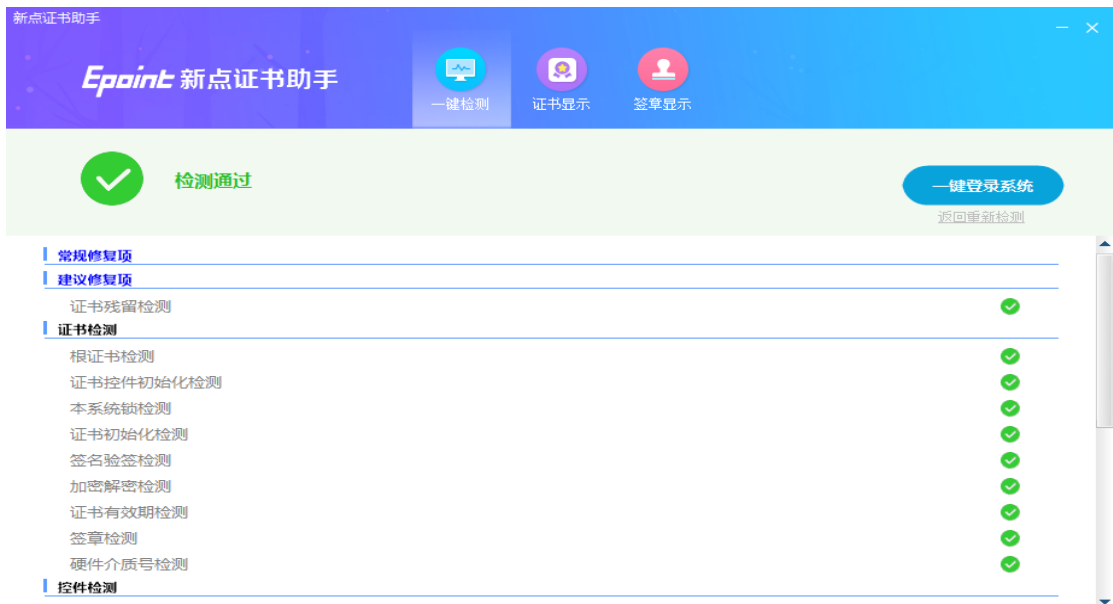 新点证书助手
Epoint 新点证书助手
一键检测 证书显示 签章显示
检测通过
一键登录系统
返回重新检测
常规修复项
建议修复项
证书残留检测
证书检测
根证书检测
证书控件初始化检测
本系统锁检测
证书初始化检测
签名验签检测
加密解密检测
证书有效期检测
签章检测
硬件介质号检测
控件检测